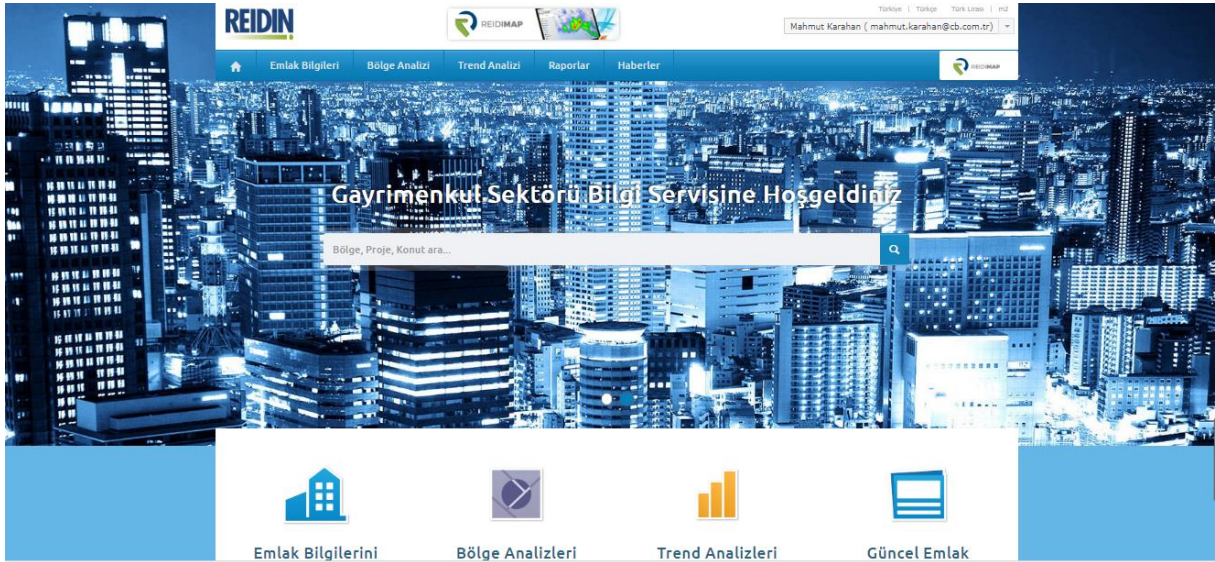 REIDIN
REIDIMAP
Türkiye | Türkçe Türk Lirası | m2
Mahmut Karahan ( mahmut.karahan@cb.com.tr)
Emlak Bilgileri Bölge Analizi Trend Analizi Raporlar Haberler
REIDIMAP
Gayrimenkul Sektörü Bilgi Servisine Hoşgeldiniz
Bölge, Proje, Konut ara...
Emlak Bilgilerini Bölge Analizleri Trend Analizleri Güncel Emlak